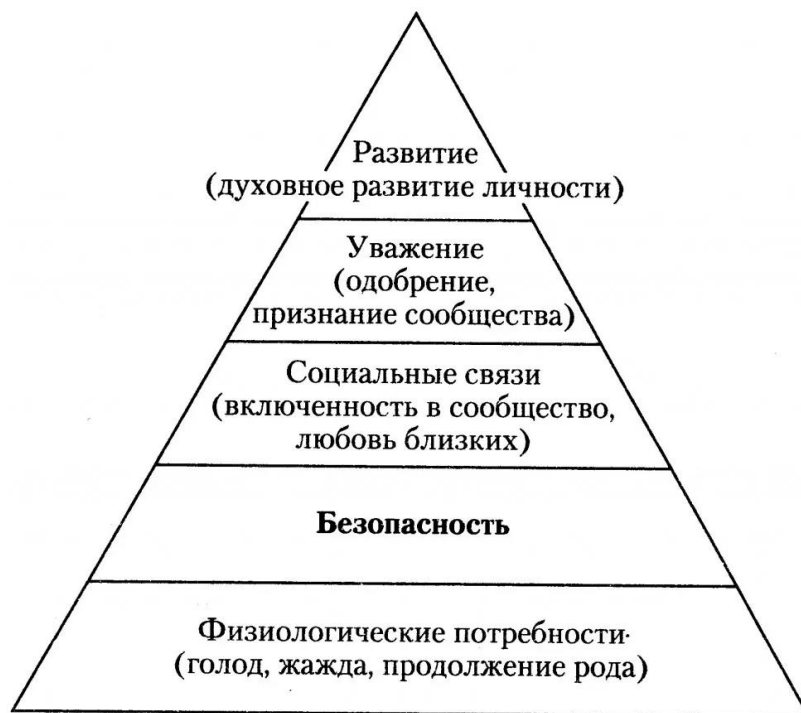 Развитие
(духовное развитие личности)
Уважение
(одобрение,
признание сообщества)
Социальные связи
(включенность в сообщество,
любовь близких)
Безопасность
Физиологические потребности
(голод, жажда, продолжение рода)